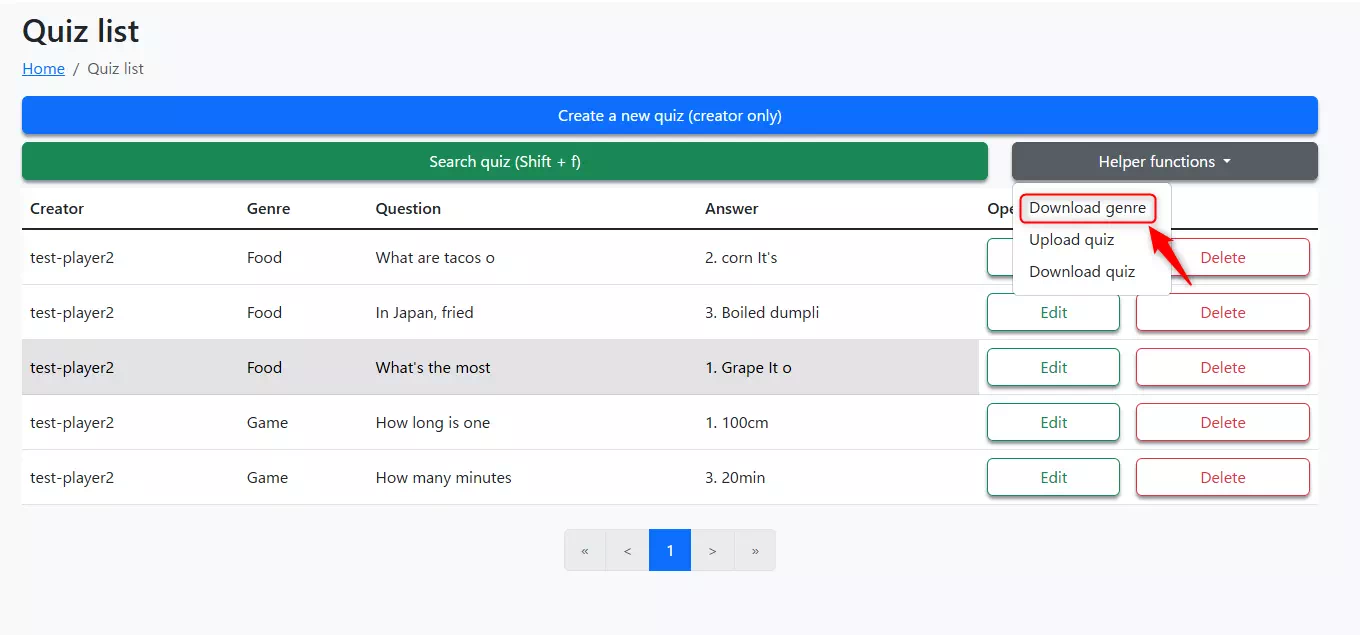 Quiz list
Home / Quiz list
Create a new quiz (creator only)
Search quiz (Shift + f)
Helper functions
Download genre
Upload quiz
Download quiz
Creator Genre Question Answer
test-player2 Food What are tacos o 2. corn It's Delete
test-player2 Food In Japan, fried 3. Boiled dumpli Edit Delete
test-player2 Food What's the most 1. Grape It o Edit Delete
test-player2 Game How long is one 1. 100cm Edit Delete
test-player2 Game How many minutes 3. 20min Edit Delete
« < 1 > »